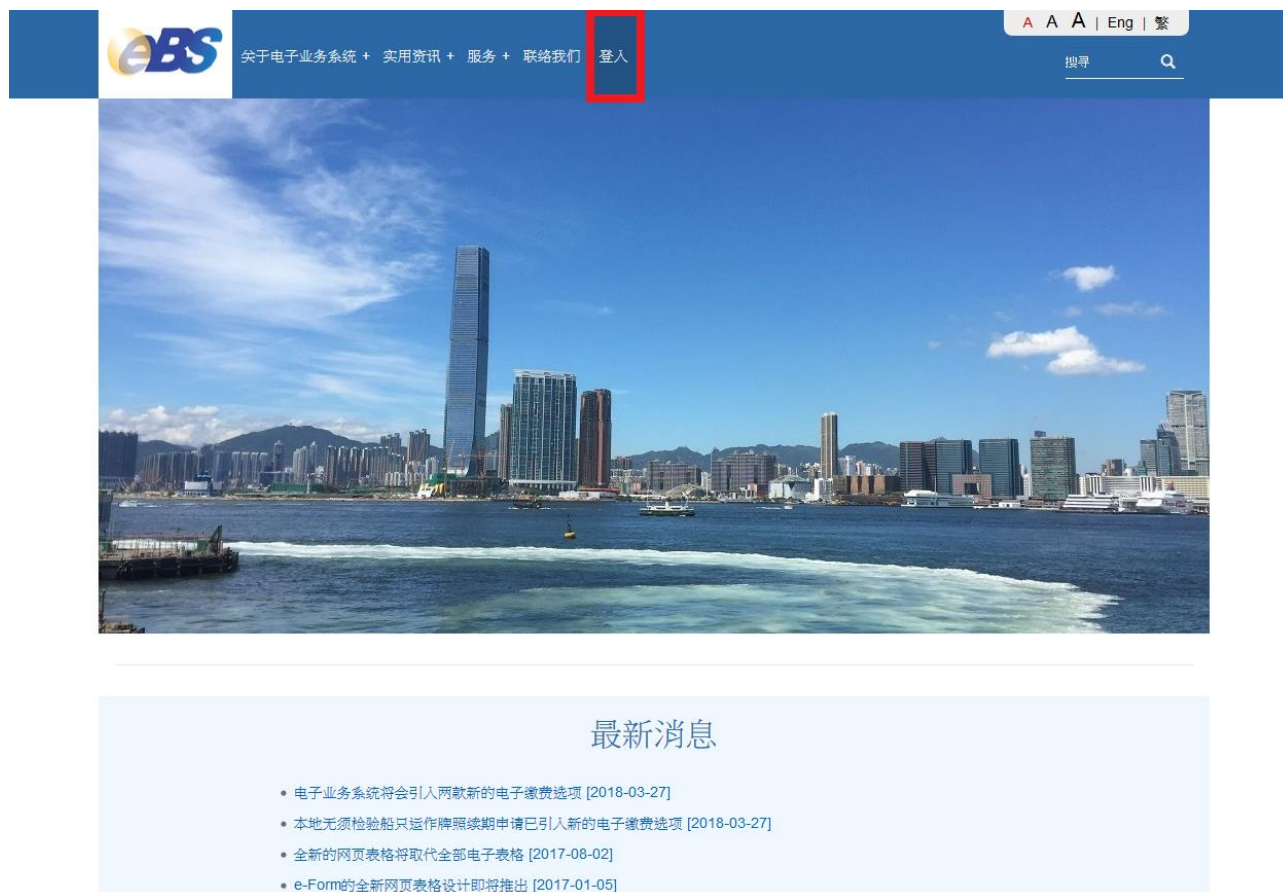 A A A | Eng | 繁
eBS
关于电子业务系统 + 实用资讯 + 服务 + 联络我们 登入
搜寻
最新消息
• 电子业务系统将会引入两款新的电子缴费选项 [2018-03-27]
• 本地无须检验船只运作牌照续期申请已引入新的电子缴费选项 [2018-03-27]
• 全新的网页表格将取代全部电子表格 [2017-08-02]
• e-Form的全新网页表格设计即将推出 [2017-01-05]